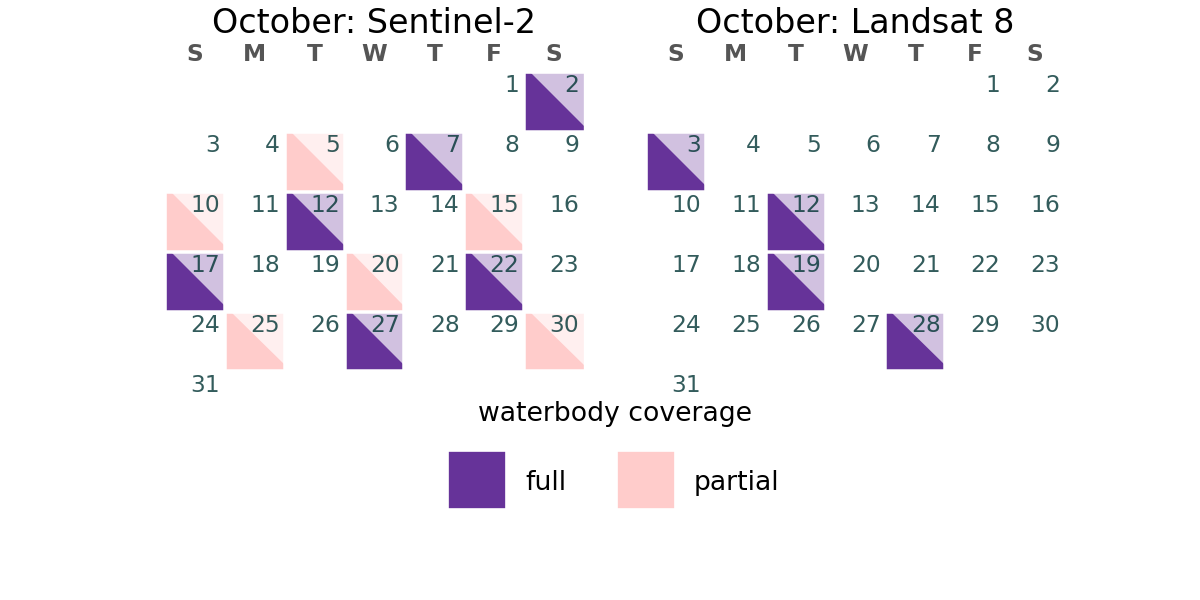 October: Sentinel-2
S M T W T F S
1 2
3 4 5 6 7 8 9
10 11 12 13 14 15 16
17 18 19 20 21 22 23
24 25 26 27 28 29 30
31
October: Landsat 8
S M T W T F S
1 2
3 4 5 6 7 8 9
10 11 12 13 14 15 16
17 18 19 20 21 22 23
24 25 26 27 28 29 30
31
waterbody coverage
full
partial